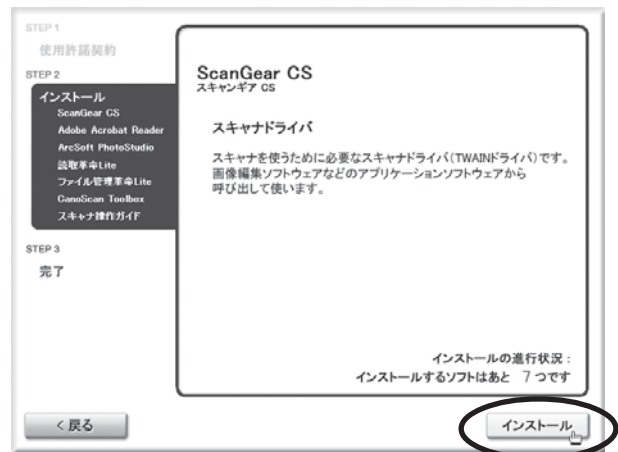 STEP 1
使用許諾契約
STEP 2
インストール
ScanGear CS
Adobe Acrobat Reader
ArcSoft PhotoStudio
読取革命Lite
ファイル管理革命Lite
CanoScan Toolbox
スキャナ操作ガイド
STEP 3
完了
ScanGear CS
スキャンギア CS
スキャナドライバ
スキャナを使うために必要なスキャナドライバ(TWAINドライバ)です。
画像編集ソフトウェアなどのアプリケーションソフトウェアから
呼び出して使います。
インストールの進行状況:
インストールするソフトはあと 7つです
<戻る
インストール